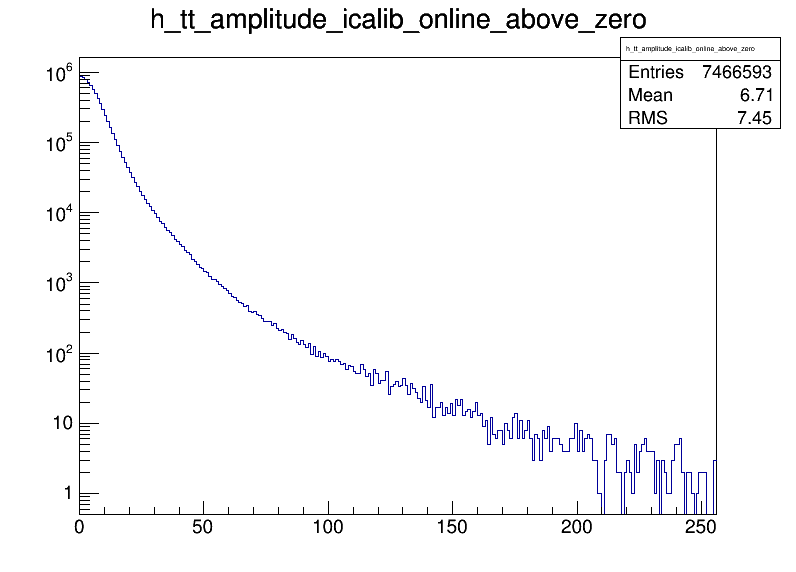 h_tt_amplitude_icalib_online_above_zero
h_tt_amplitude_icalib_online_above_zero
Entries 7466593
Mean 6.71
RMS 7.45
10^6
10^5
10^4
10^3
10^2
10
1
0 50 100 150 200 250